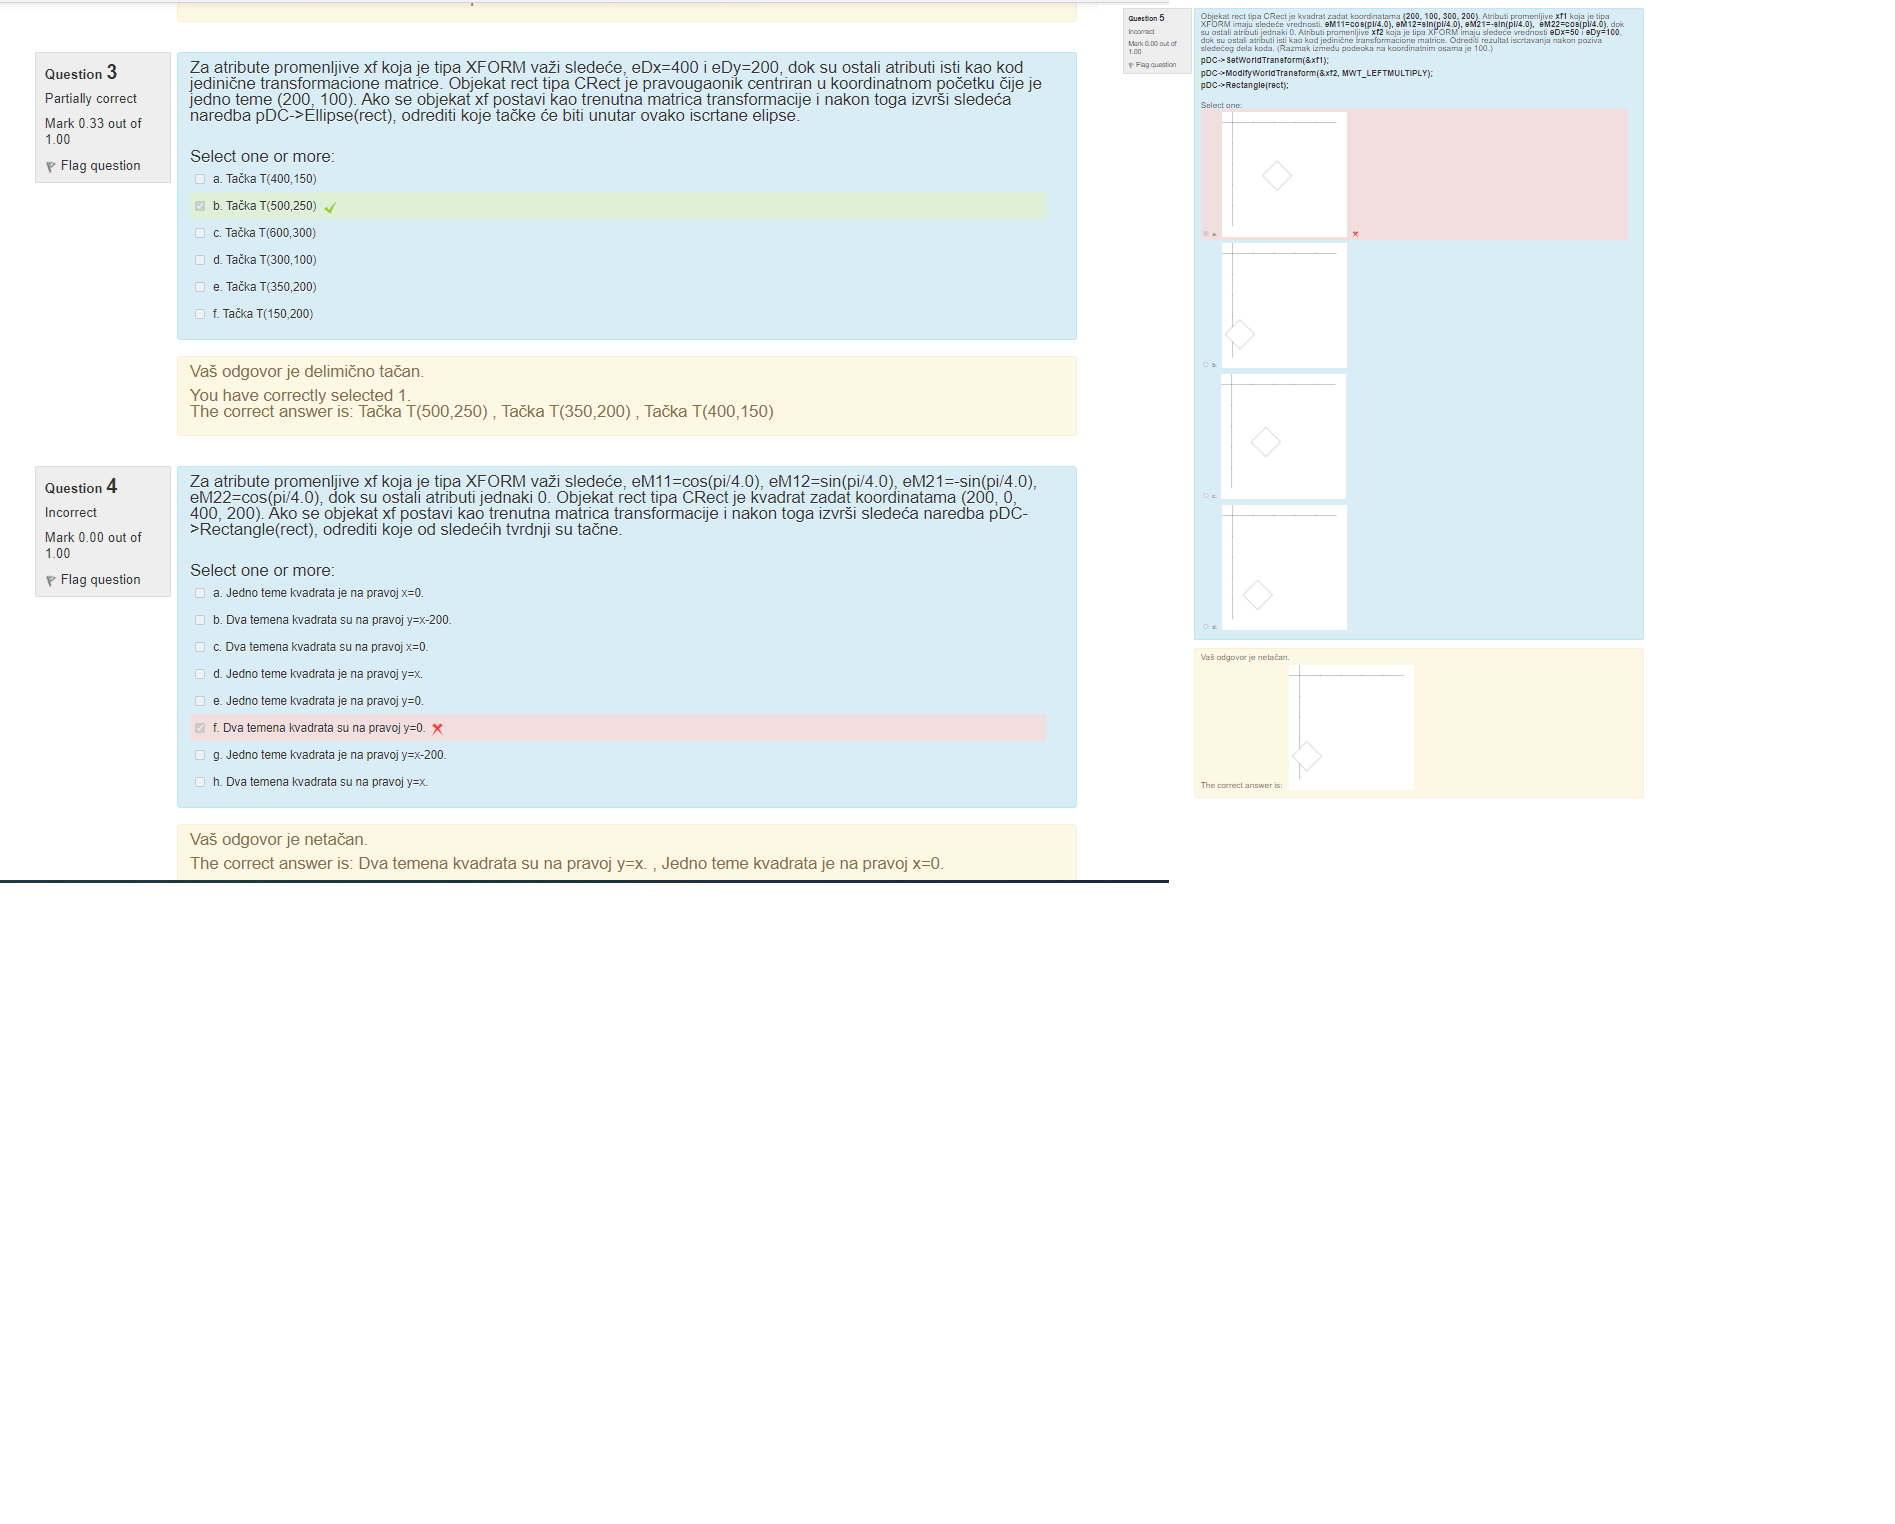 Question 3
Partially correct
Mark 0.33 out of
1.00
Flag question
Za atribute promenljive xf koja je tipa XFORM važi sledeće, eDx=400 i eDy=200, dok su ostali atributi isti kao kod
jedinične transformacione matrice. Objekat rect tipa CRect je pravougaonik centriran u koordinatnom početku čije je
jedno teme (200, 100). Ako se objekat xf postavi kao trenutna matrica transformacije i nakon toga izvrši sledeća
naredba pDC->Ellipse(rect), odrediti koje tačke će biti unutar ovako iscrtane elipse.
Select one or more:
a. Tačka T(400,150)
b. Tačka T(500,250)
c. Tačka T(600,300)
d. Tačka T(300,100)
e. Tačka T(350,200)
f. Tačka T(150,200)
Vaš odgovor je delimično tačan.
You have correctly selected 1.
The correct answer is: Tačka T(500,250) , Tačka T(350,200) , Tačka T(400,150)
Question 4
Incorrect
Mark 0.00 out of
1.00
Flag question
Za atribute promenljive xf koja je tipa XFORM važi sledeće, eM11=cos(pi/4.0), eM12=sin(pi/4.0), eM21=-sin(pi/4.0),
eM22=cos(pi/4.0), dok su ostali atributi jednaki 0. Objekat rect tipa CRect je kvadrat zadat koordinatama (200, 0,
400, 200). Ako se objekat xf postavi kao trenutna matrica transformacije i nakon toga izvrši sledeća naredba pDC-
>Rectangle(rect), odrediti koje od sledećih tvrdnji su tačne.
Select one or more:
a. Jedno teme kvadrata je na pravoj x=0.
b. Dva temena kvadrata su na pravoj y=x-200.
c. Dva temena kvadrata su na pravoj x=0.
d. Jedno teme kvadrata je na pravoj y=x.
e. Jedno teme kvadrata je na pravoj y=0.
f. Dva temena kvadrata su na pravoj y=0.
g. Jedno teme kvadrata je na pravoj y=x-200.
h. Dva temena kvadrata su na pravoj y=x.
Vaš odgovor je netačan.
The correct answer is: Dva temena kvadrata su na pravoj y=x. , Jedno teme kvadrata je na pravoj x=0.
Question 5
Incorrect
Mark 0.00 out of
1.00
Flag question
Objekat rect tipa CRect je kvadrat zadat koordinatama (200, 100, 300, 200). Atributi promenljive xf1 koja je tipa
XFORM imaju sledeće vrednosti, eM11=cos(pi/4.0), eM12=sin(pi/4.0), eM21=-sin(pi/4.0), eM22=cos(pi/4.0), dok
su ostali atributi jednaki 0. Atributi promenljive xf2 koja je tipa XFORM imaju sledeće vrednosti eDx=50 i eDy=100,
dok su ostali atributi isti kao kod jedinične transformacione matrice. Odrediti rezultat iscrtavanja nakon poziva
sledećeg dela koda. (Razmak između podeoka na koordinatnim osama je 100.)
pDC->SetWorldTransform(&xf1);
pDC->ModifyWorldTransform(&xf2, MWT_LEFTMULTIPLY);
pDC->Rectangle(rect);
Select one:
a.
b.
c.
d.
Vaš odgovor je netačan.
The correct answer is: